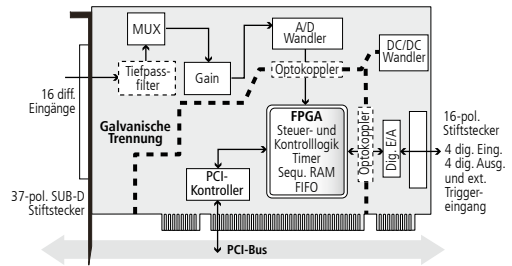 MUX
A/D
Wandler
DC/DC
Wandler
Tiefpass-
filter
Gain
Optokoppler
16 diff.
Eingänge
Galvanische
Trennung
FPGA
Steuer- und
Kontrolllogik
Timer
Sequ. RAM
FIFO
Optokoppler
Dig. E/A
16-pol.
Stiftstecker
4 dig. Eing.
4 dig. Ausg.
und ext.
Trigger-
eingang
PCI-
Kontroller
37-pol. SUB-D
Stiftstecker
PCI-Bus